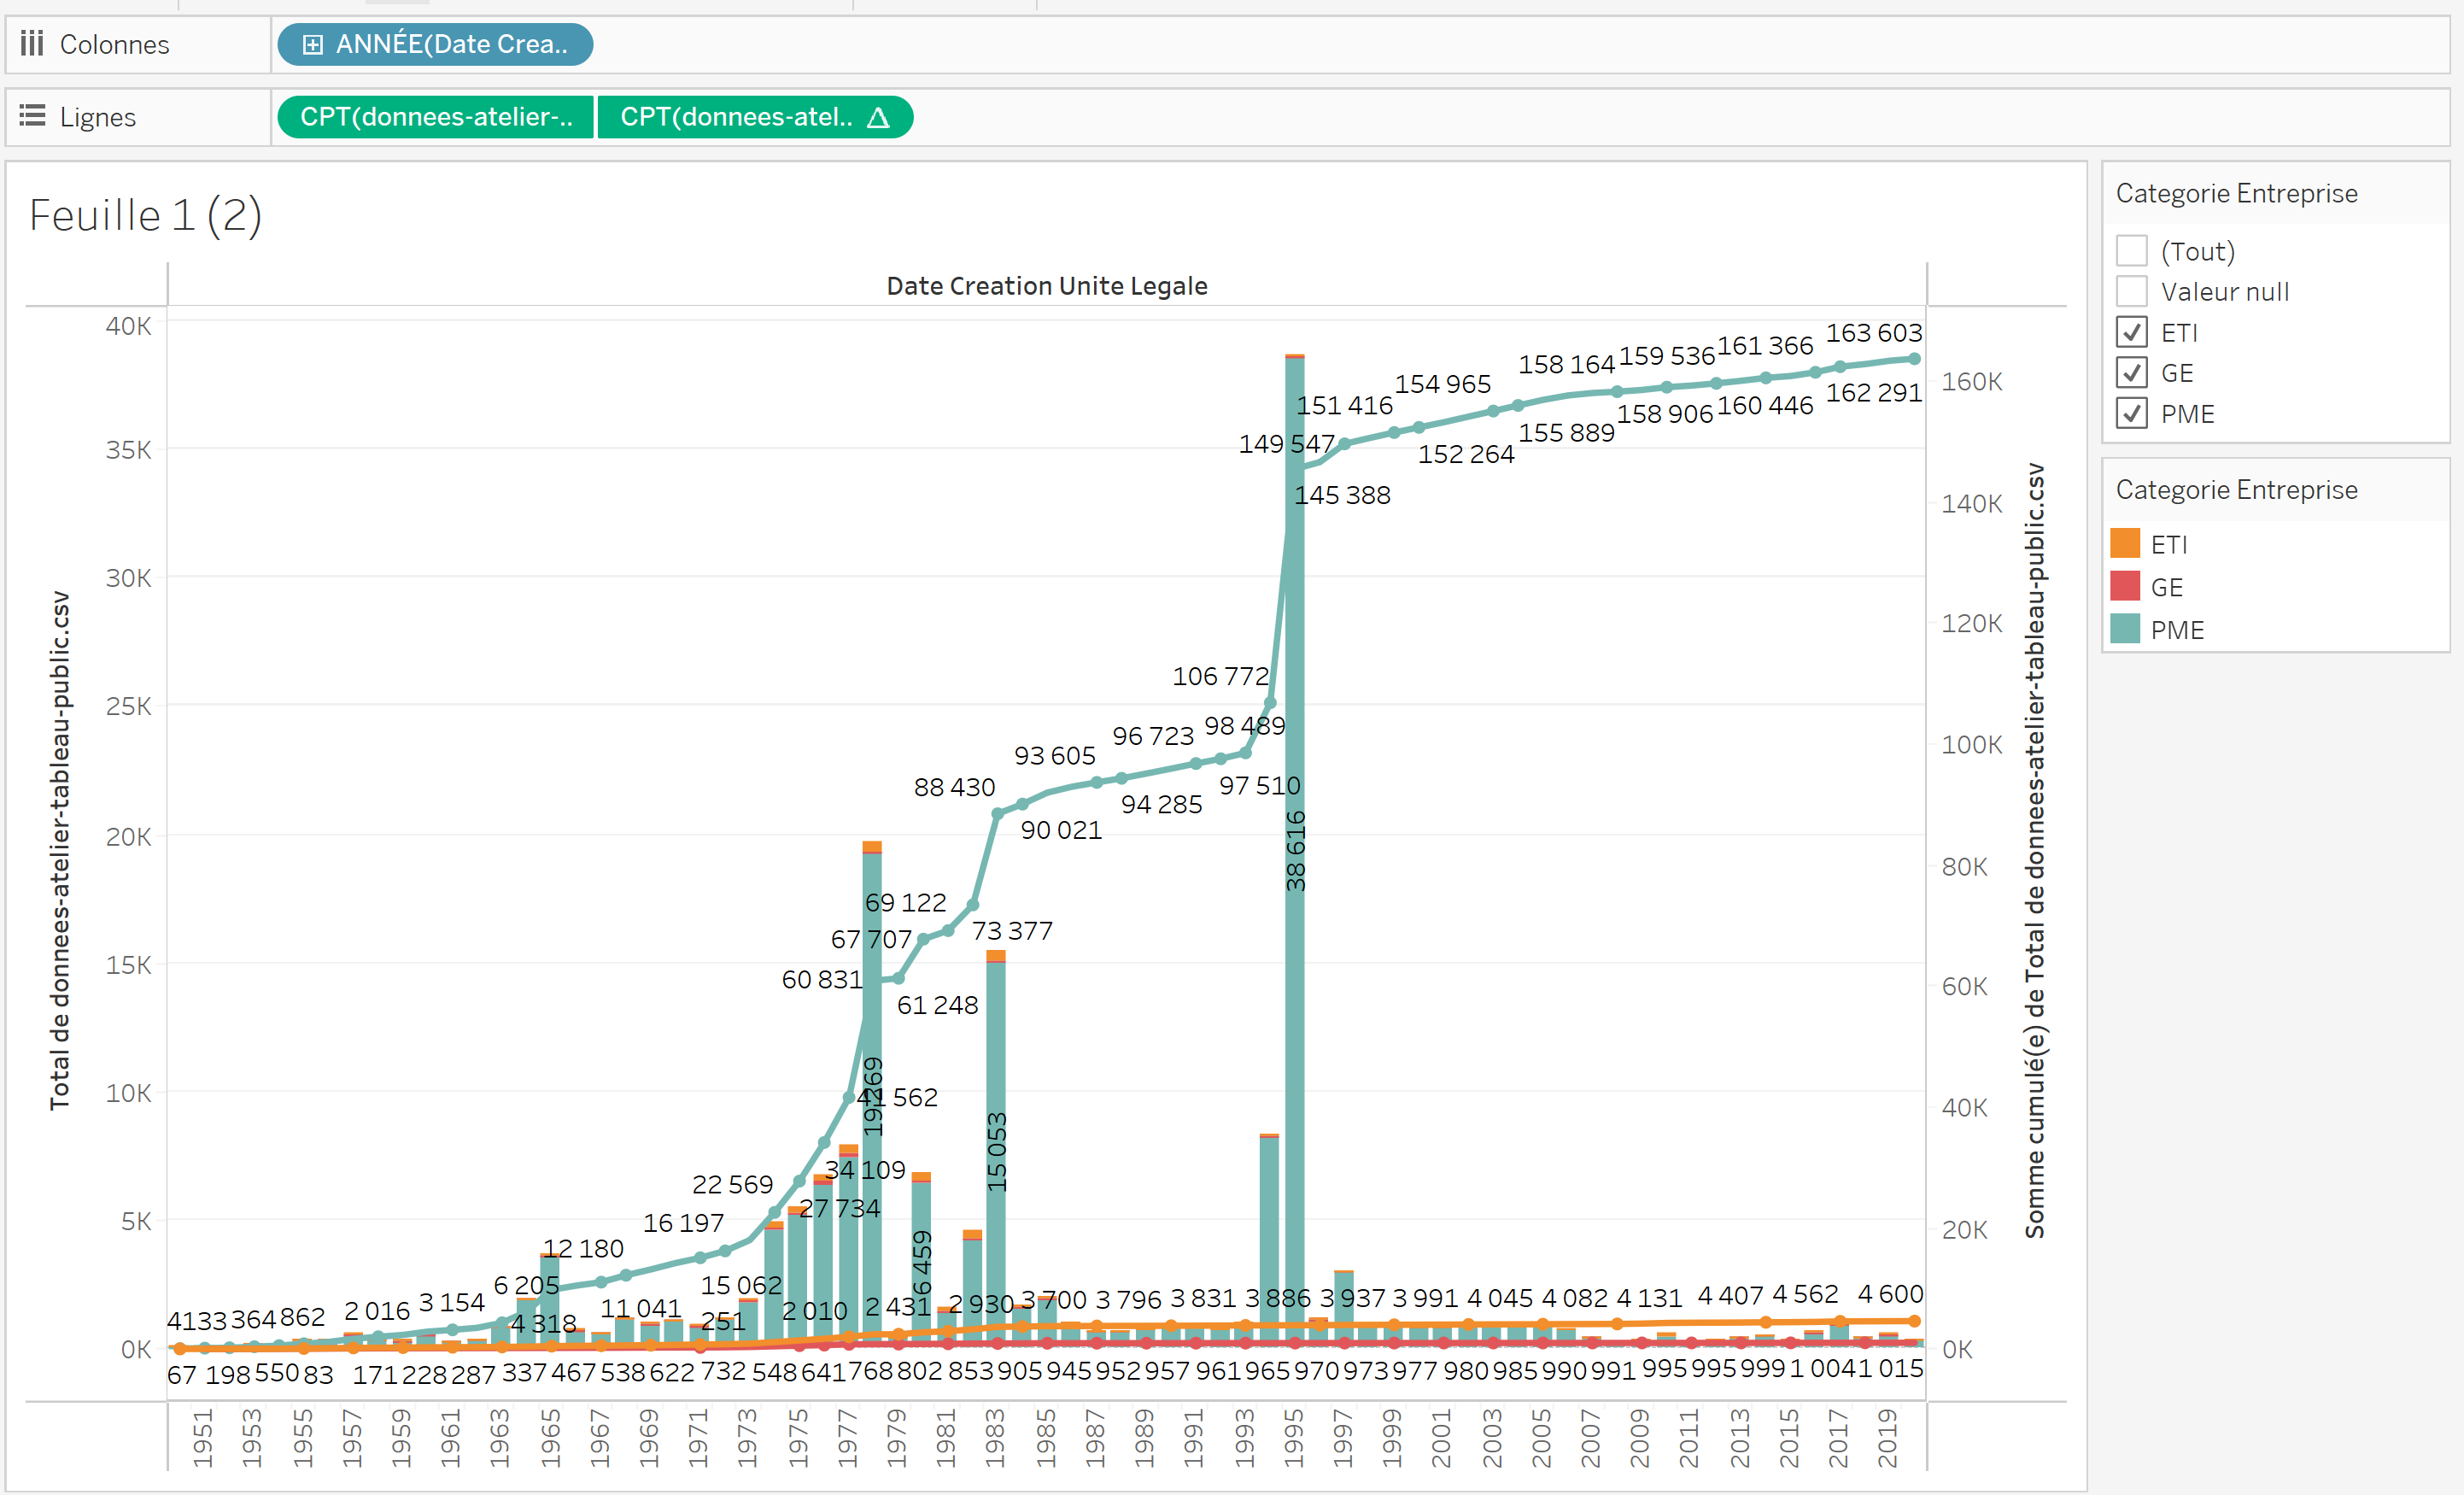 Colonnes
ANNÉE(Date Crea..
Lignes
CPT(donnees-atelier-.. CPT(donnees-atel..
Feuille 1 (2)
Date Creation Unite Legale
Total de donnees-atelier-tableau-public.csv
40K
35K
30K
25K
20K
15K
10K
5K
0K
163 603
161 366
159 536
158 164
154 965
151 416
162 291
160 446
158 906
155 889
149 547
152 264
145 388
106 772
98 489
96 723
93 605
88 430
97 510
94 285
90 021
38 616
69 122
67 707
73 377
60 831
61 248
19 269
41 562
15 053
34 109
22 569
27 734
16 197
6 459
12 180
6 205
15 062
4133 364 862 2 016 3 154 4 318 11 041 251 2 010 2 431 2 930 3 700 3 796 3 831 3 886 3 937 3 991 4 045 4 082 4 131 4 407 4 562 4 600
67 198 550 83 171 228 287 337 467 538 622 732 548 641 768 802 853 905 945 952 957 961 965 970 973 977 980 985 990 991 995 995 999 1 004 1 015
1951 1953 1955 1957 1959 1961 1963 1965 1967 1969 1971 1973 1975 1977 1979 1981 1983 1985 1987 1989 1991 1993 1995 1997 1999 2001 2003 2005 2007 2009 2011 2013 2015 2017 2019
160K
140K
120K
100K
80K
60K
40K
20K
0K
Somme cumulé(e) de Total de donnees-atelier-tableau-public.csv
Categorie Entreprise
(Tout)
Valeur null
ETI
GE
PME
Categorie Entreprise
ETI
GE
PME